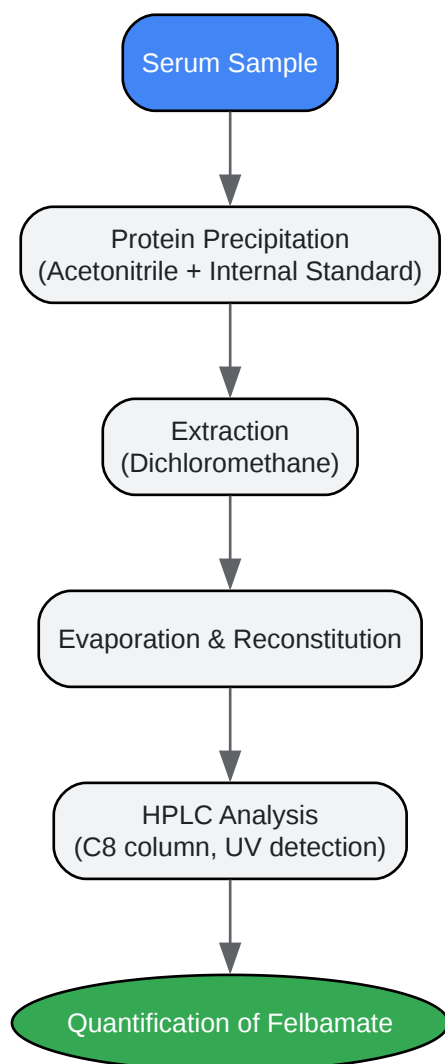 Serum Sample
Protein Precipitation
(Acetonitrile + Internal Standard)
Extraction
(Dichloromethane)
Evaporation & Reconstitution
HPLC Analysis
(C8 column, UV detection)
Quantification of Felbamate